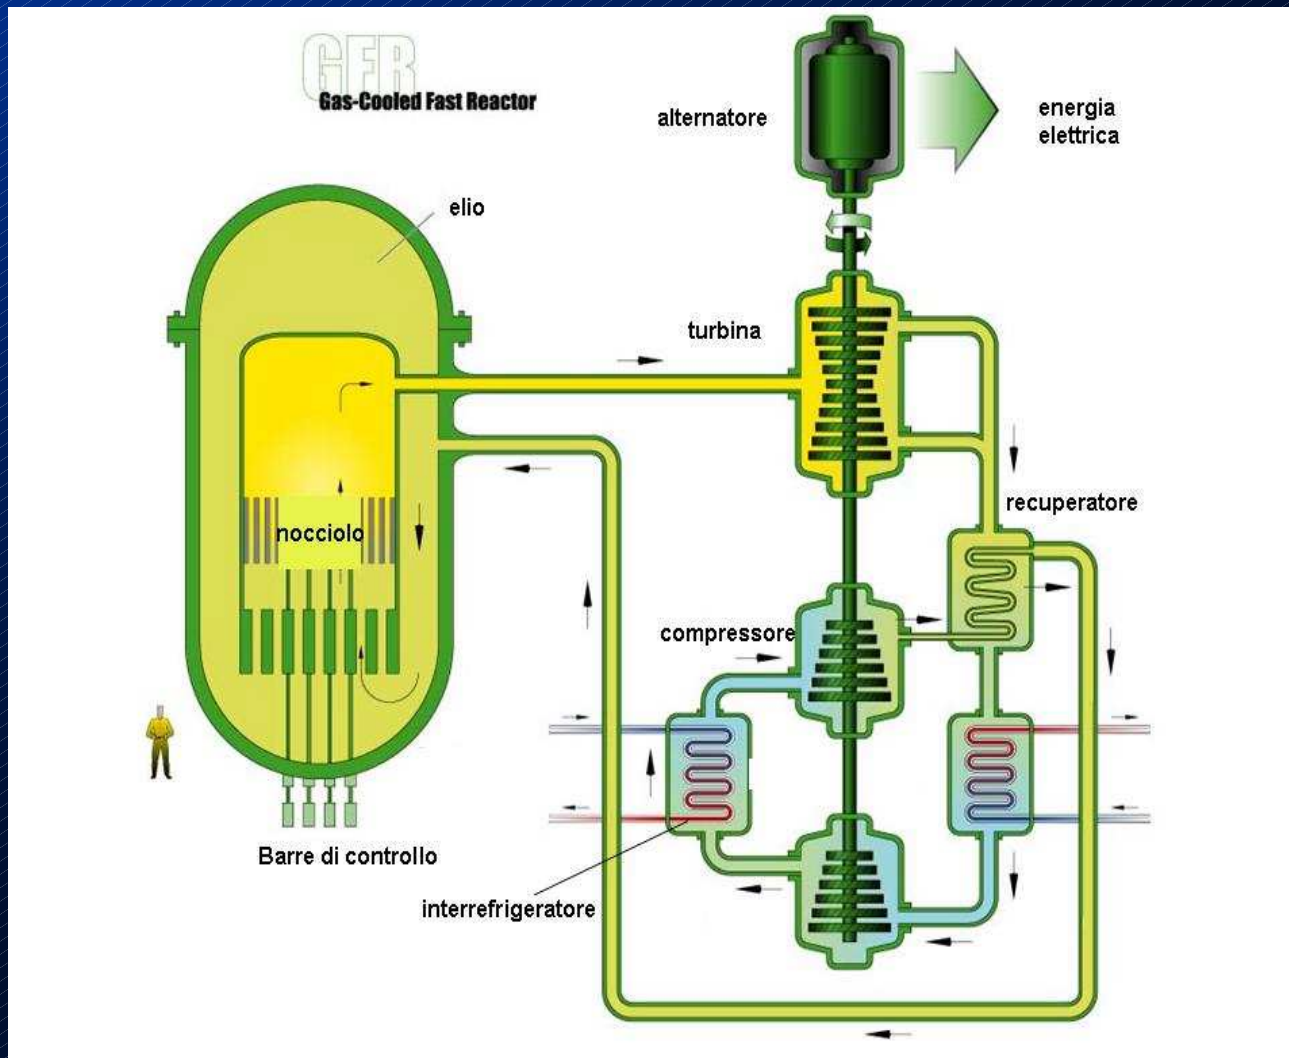 GFR
Gas-Cooled Fast Reactor
alternatore
energia
elettrica
elio
turbina
recuperatore
nocciolo
compressore
Barre di controllo
interrefrigeratore